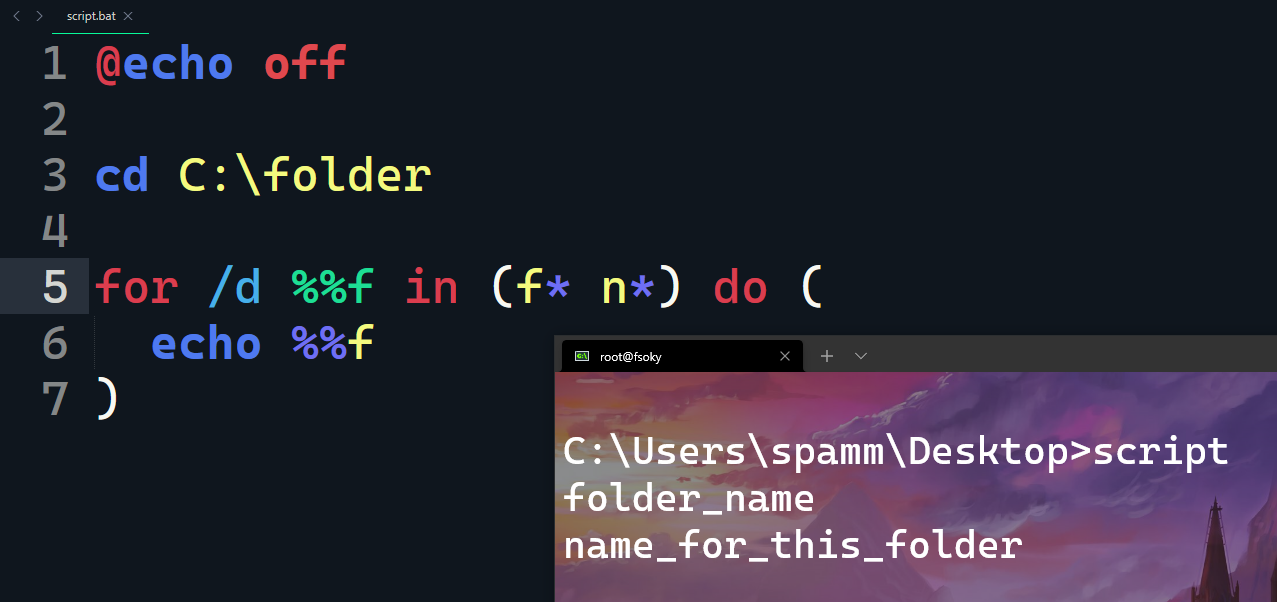 script.bat
1 @echo off
2
3 cd C:\folder
4
5 for /d %%f in (f* n*) do (
6 echo %%f
7 )
root@fsoky
C:\Users\spamm\Desktop>script
folder_name
name_for_this_folder